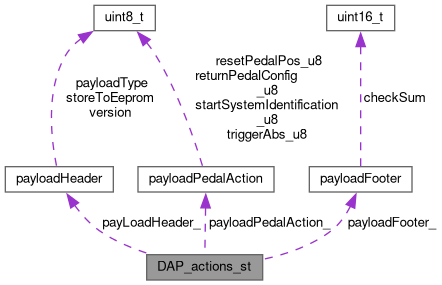 uint8_t
uint16_t
resetPedalPos_u8
returnPedalConfig
_u8
startSystemIdentification
_u8
triggerAbs_u8
payloadType
storeToEeprom
version
checkSum
payloadHeader
payloadPedalAction
payloadFooter
payLoadHeader_
payloadPedalAction_
payloadFooter_
DAP_actions_st